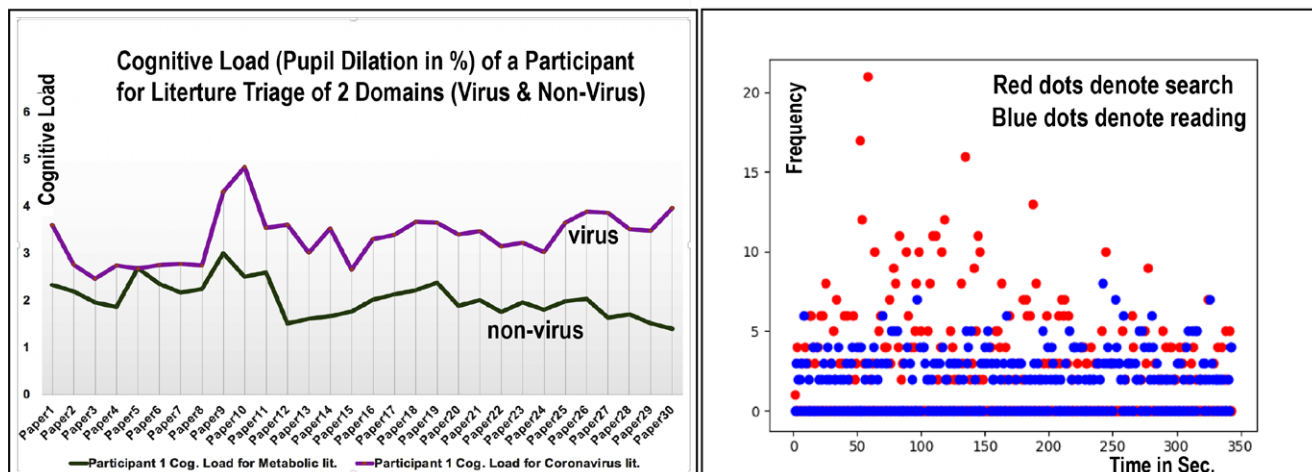 Cognitive Load (Pupil Dilation in %) of a Participant
for Literture Triage of 2 Domains (Virus & Non-Virus)
Cognitive Load
6
5
4
3
2
1
0
virus
non-virus
Paper1
Paper2
Paper3
Paper4
Paper5
Paper6
Paper7
Paper8
Paper9
Paper10
Paper11
Paper12
Paper13
Paper14
Paper15
Paper16
Paper17
Paper18
Paper19
Paper20
Paper21
Paper22
Paper23
Paper24
Paper25
Paper26
Paper27
Paper28
Paper29
Paper30
Participant 1 Cog. Load for Metabolic lit.
Participant 1 Cog. Load for Coronavirus lit.
Red dots denote search
Blue dots denote reading
Frequency
20
15
10
5
0
0
50
100
150
200
250
300
350
Time in Sec.